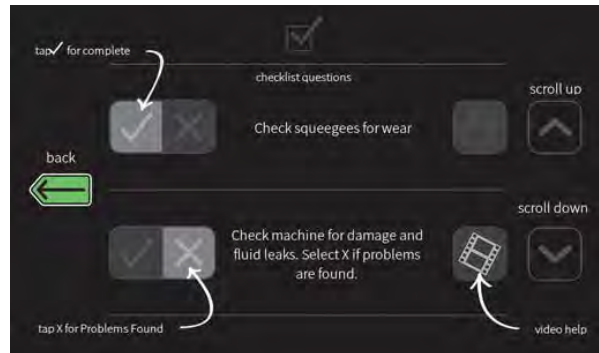 tap✓ for complete
checklist questions
scroll up
Check squeegees for wear
back
scroll down
Check machine for damage and
fluid leaks. Select X if problems
are found.
tap X for Problems Found
video help